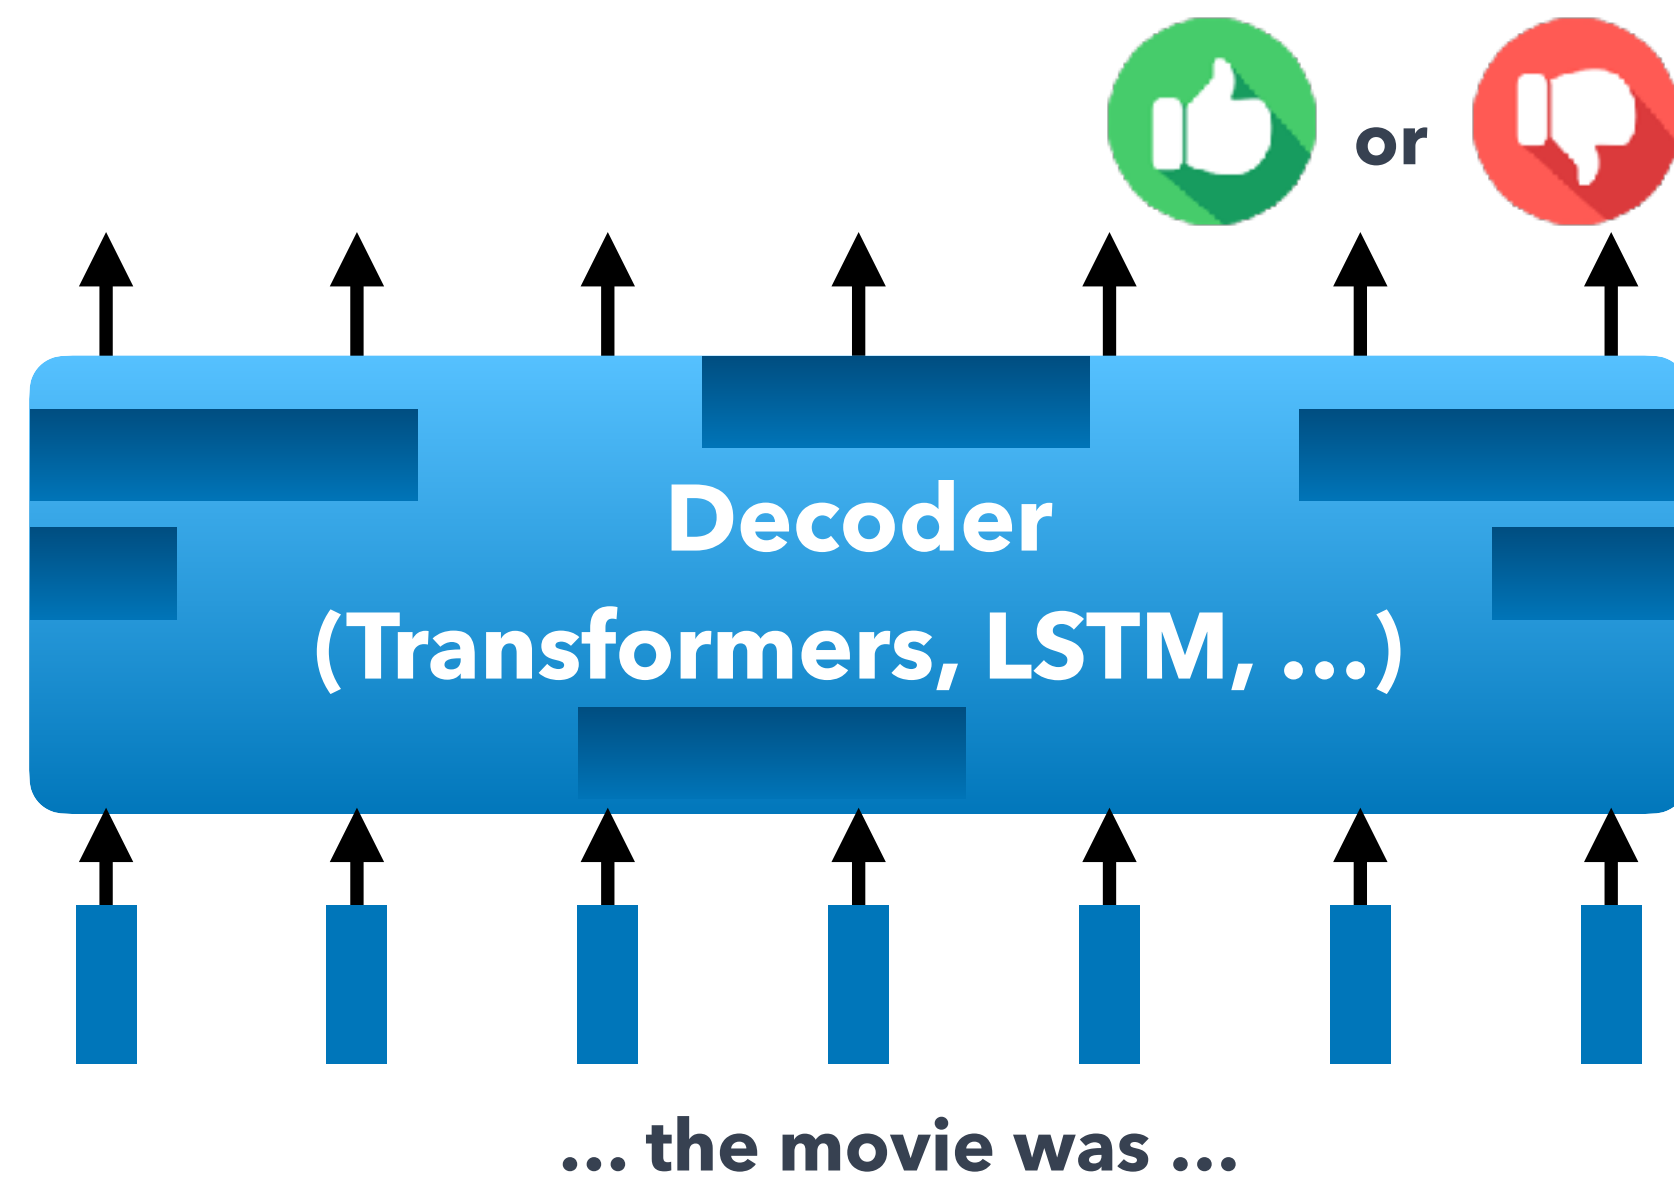 or
Decoder
(Transformers, LSTM, ...)
... the movie was ...